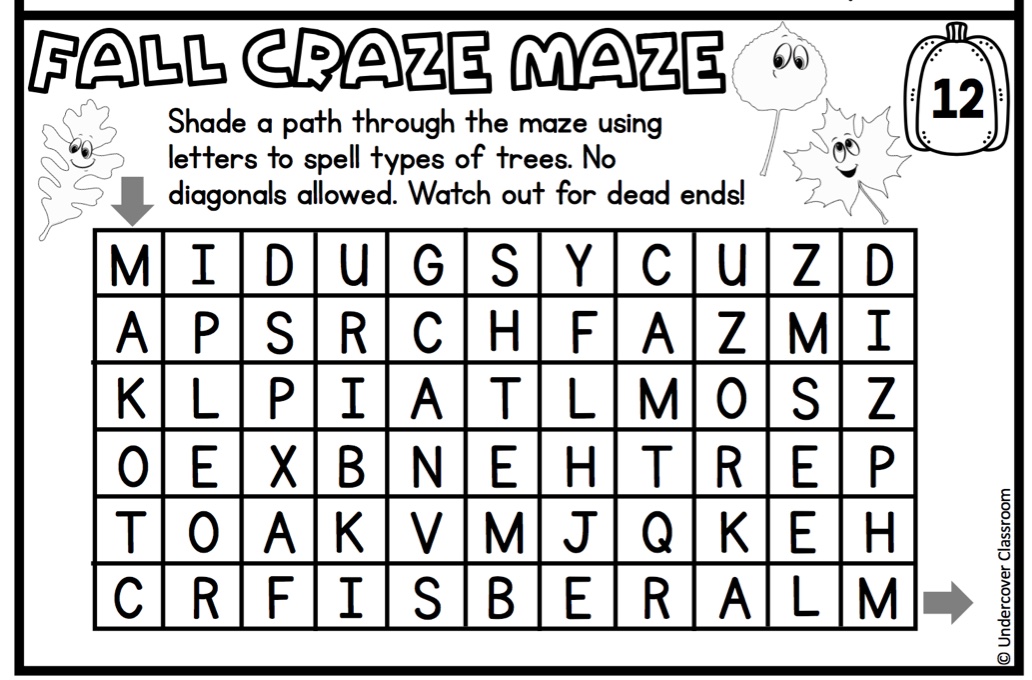 FALL CRAZE MAZE
12
Shade a path through the maze using
letters to spell types of trees. No
diagonals allowed. Watch out for dead ends!
M I D U G S Y C U Z D
A P S R C H F A Z M I
K L P I A T L M O S Z
O E X B N E H T R E P
T O A K V M J Q K E H
C R F I S B E R A L M
© Undercover Classroom